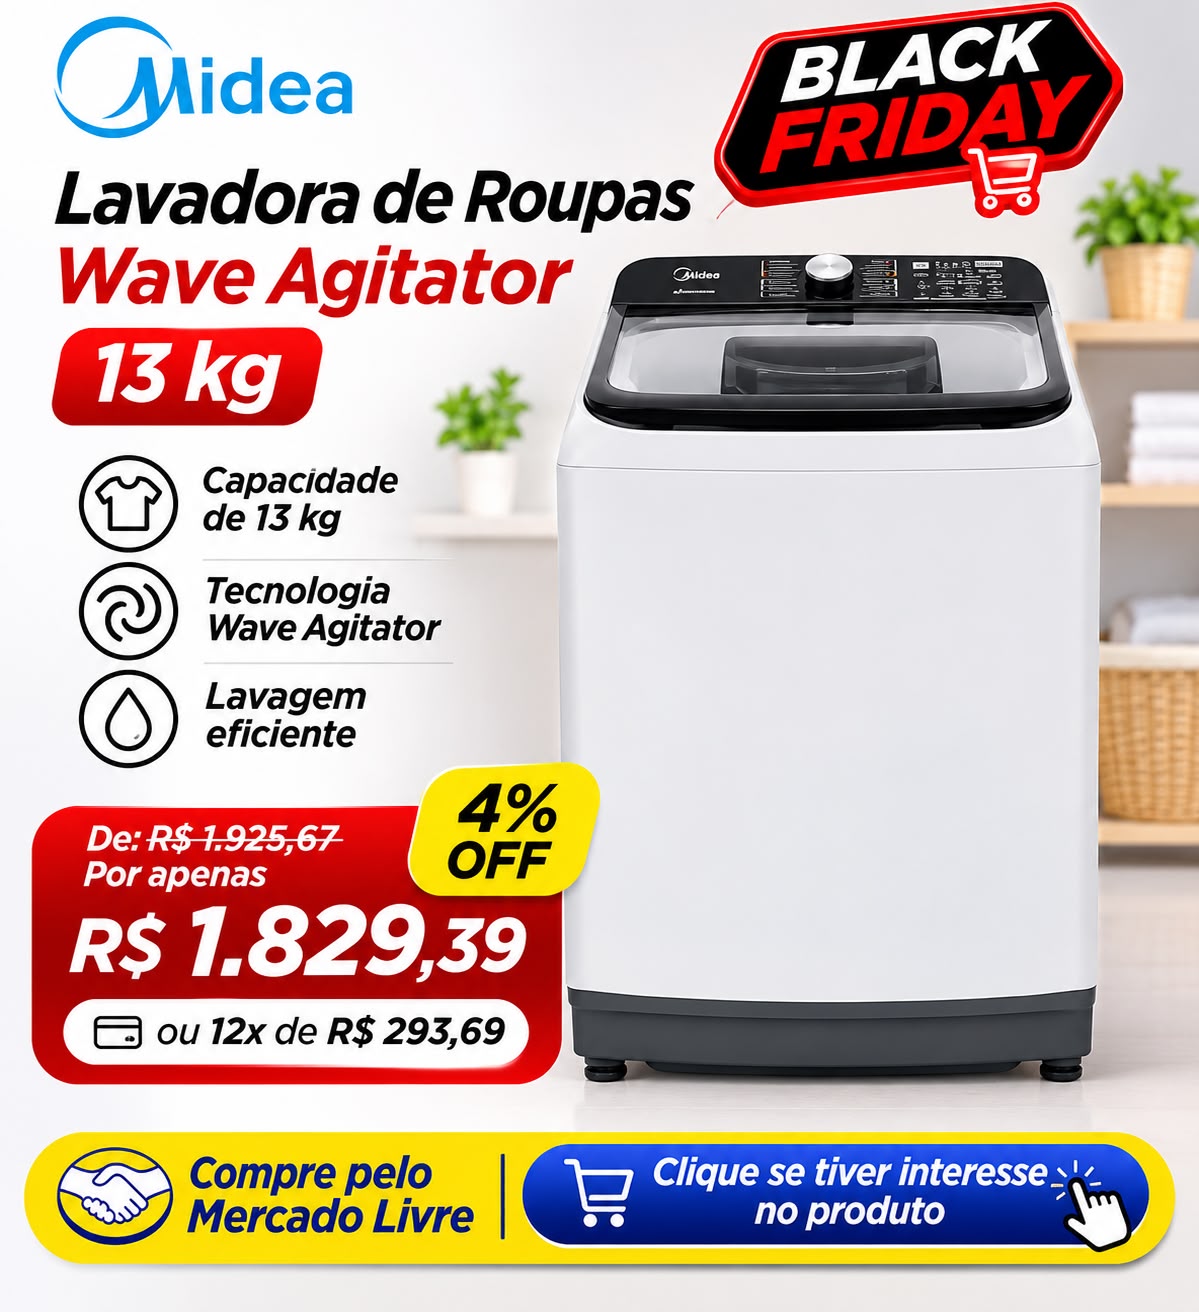 Midea
BLACK
FRIDAY
Lavadora de Roupas
Wave Agitator
13 kg
Capacidade
de 13 kg
Tecnologia
Wave Agitator
Lavagem
eficiente
Midea
4%
OFF
De: R$ 1.925,67
Por apenas
R$ 1.829,39
ou 12x de R$ 293,69
Compre pelo
Mercado Livre
Clique se tiver interesse
no produto